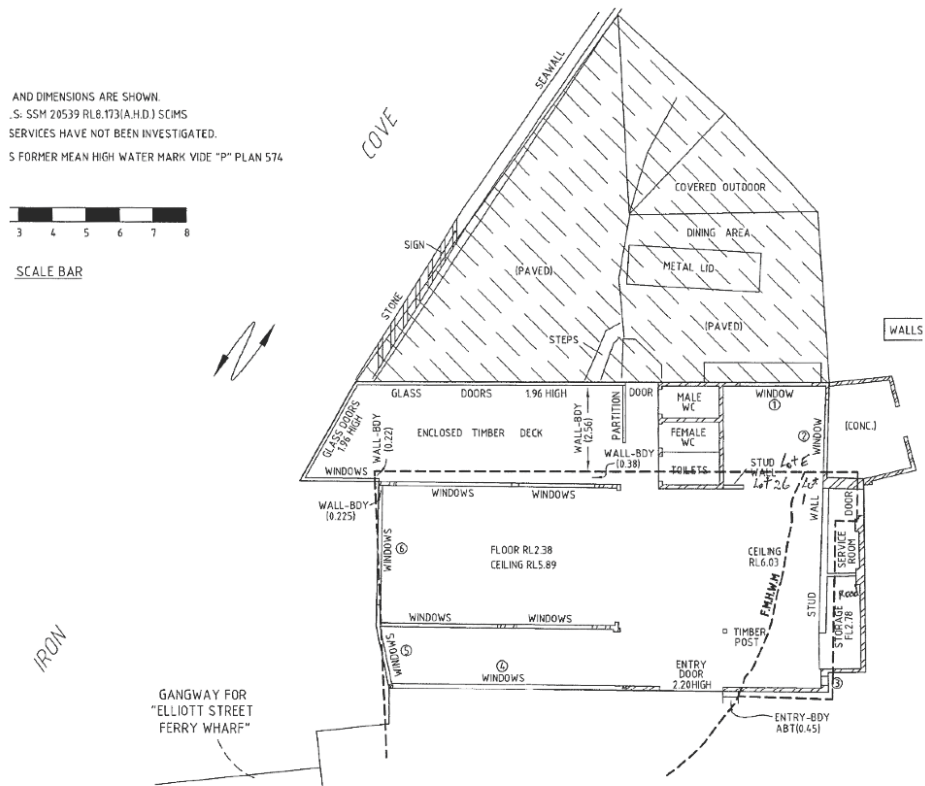 AND DIMENSIONS ARE SHOWN.
.S: SSM 20539 RL8.173(A.H.D.) SCIMS
SERVICES HAVE NOT BEEN INVESTIGATED.
S FORMER MEAN HIGH WATER MARK VIDE "P" PLAN 574
3 4 5 6 7 8
SCALE BAR
COVE
SEAWALL
SIGN
STONE
COVERED OUTDOOR
DINING AREA
METAL LID
(PAVED)
(PAVED)
STEPS
WALLS
GLASS DOORS 1.96 HIGH
GLASS DOORS
1.96 HIGH
WALL-BDY
(0.22)
ENCLOSED TIMBER DECK
WALL-BDY
(2.56)
PARTITION
DOOR
MALE
WC
FEMALE
WC
TOILETS
WINDOW
①
②
WINDOW
(CONC.)
WINDOWS
WALL-BDY
(0.38)
STUD
WALL
Lot E
Lot 26
Lot
WALL-BDY
(0.225)
WINDOWS WINDOWS
WINDOWS
⑥
FLOOR RL2.38
CEILING RL5.89
CEILING
RL6.03
F.M.H.W.M
WALL
STUD
DOOR
SERVICE
ROOM
STORAGE
FL2.78
Road
WINDOWS WINDOWS
TIMBER
POST
WINDOWS
⑤
④
WINDOWS
ENTRY
DOOR
2.20HIGH
③
ENTRY-BDY
ABT(0.45)
IRON
GANGWAY FOR
"ELLIOTT STREET
FERRY WHARF"